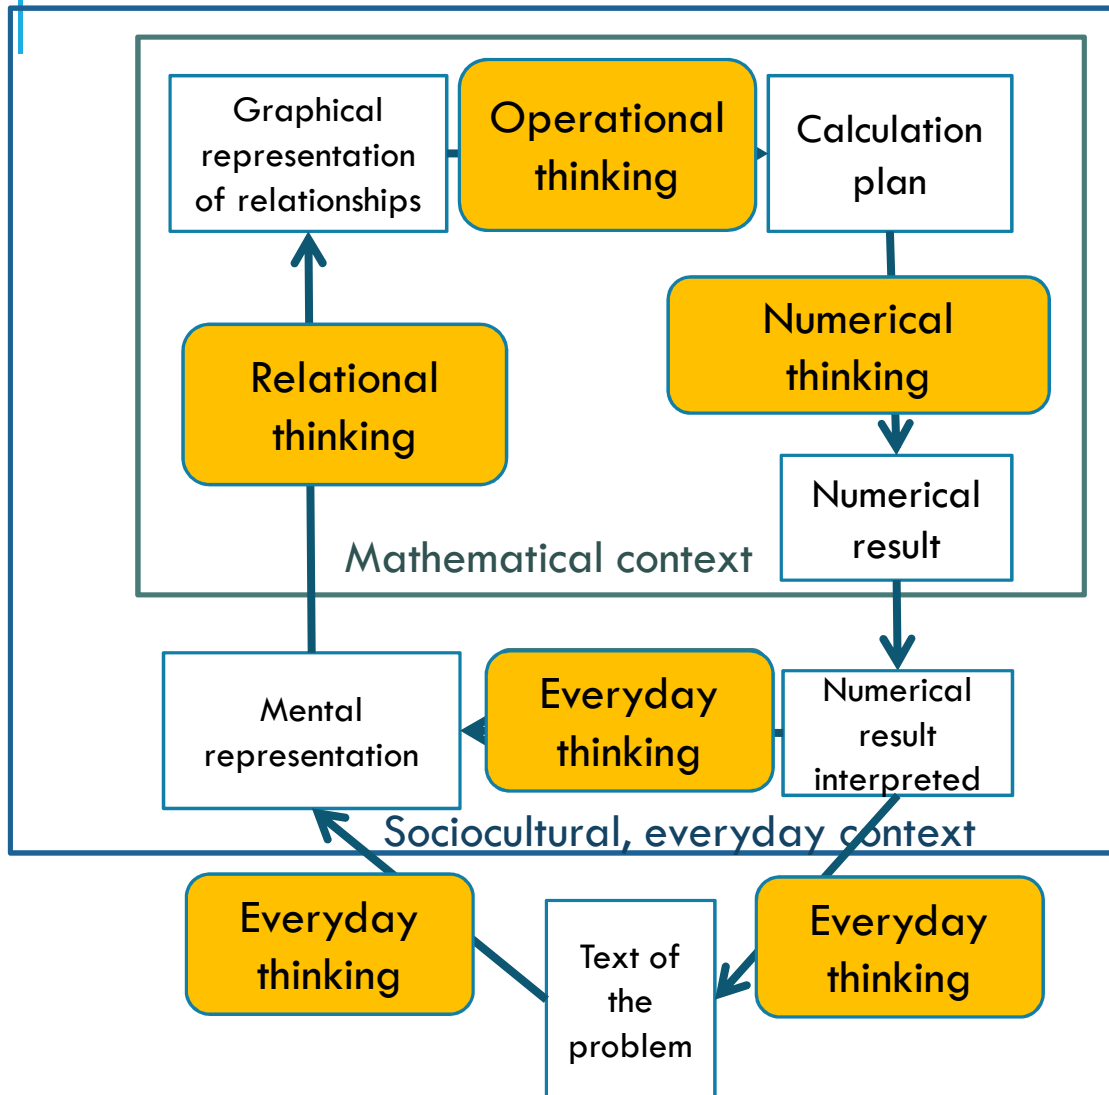 Graphical
representation
of relationships
Operational
thinking
Calculation
plan
Relational
thinking
Numerical
thinking
Numerical
result
Mathematical context
Mental
representation
Everyday
thinking
Numerical
result
interpreted
Sociocultural, everyday context
Everyday
thinking
Text of
the
problem
Everyday
thinking